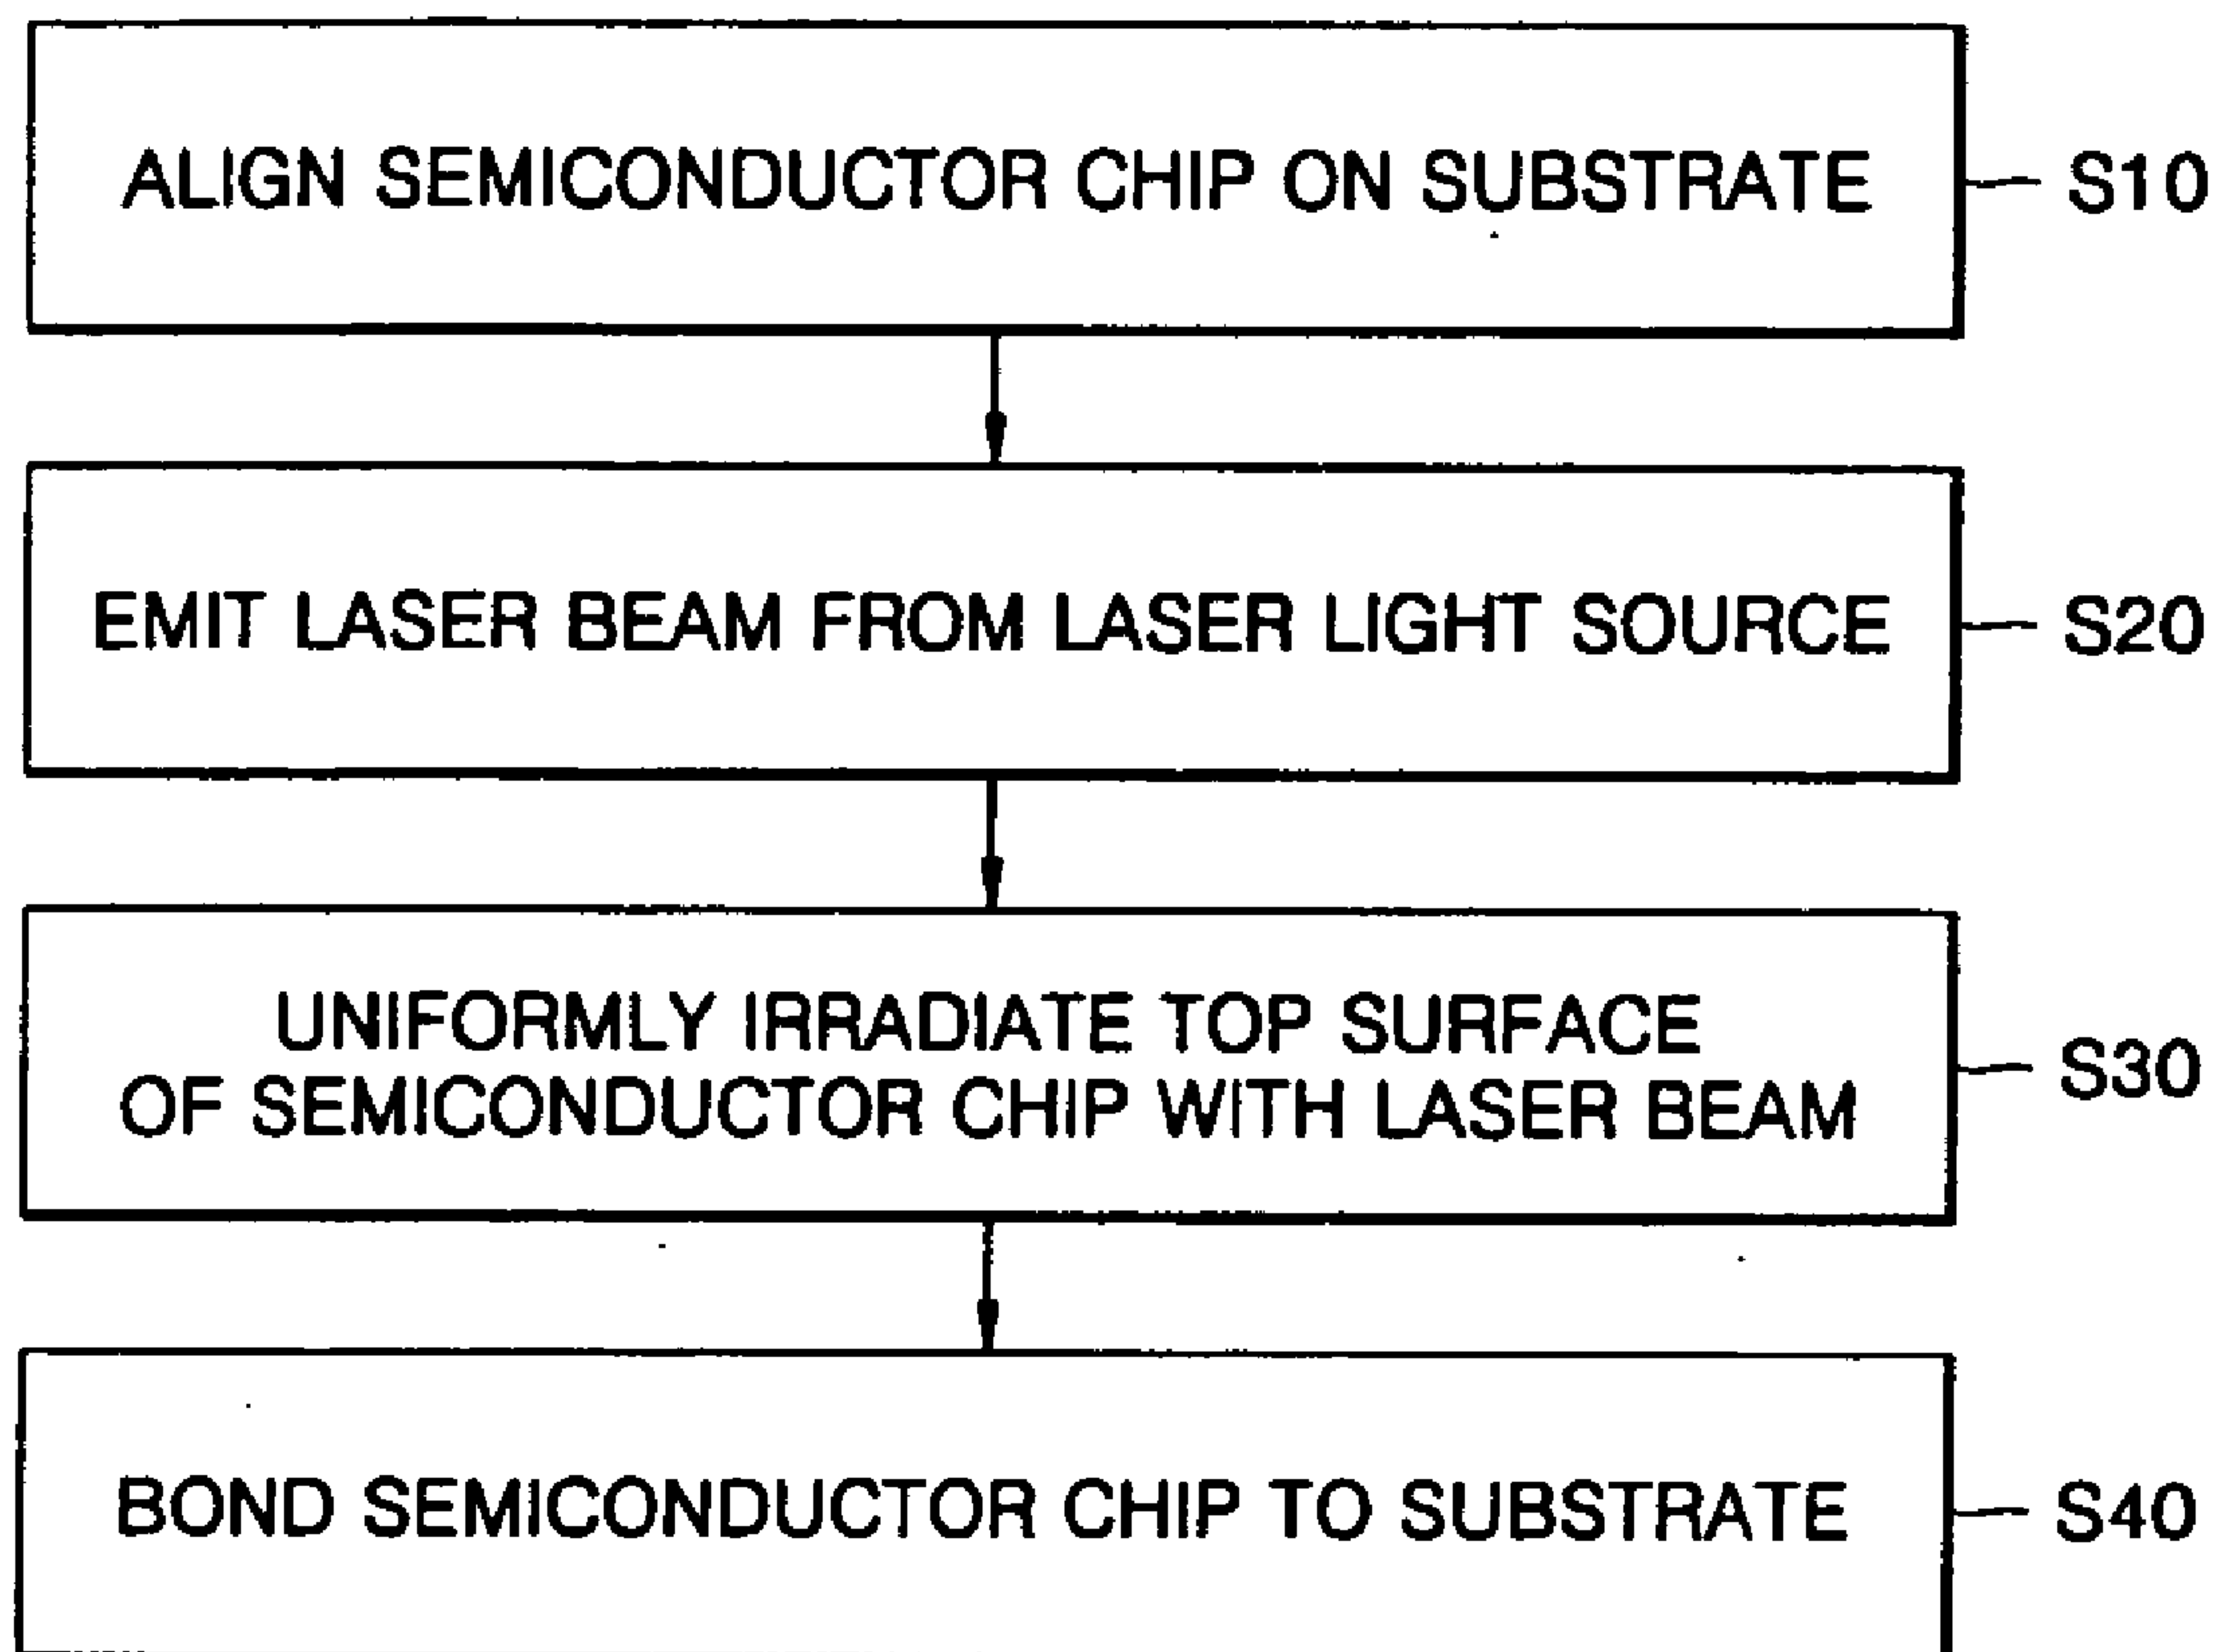 ALIGN SEMICONDUCTOR CHIP ON SUBSTRATE S10
EMIT LASER BEAM FROM LASER LIGHT SOURCE S20
UNIFORMLY IRRADIATE TOP SURFACE
OF SEMICONDUCTOR CHIP WITH LASER BEAM S30
BOND SEMICONDUCTOR CHIP TO SUBSTRATE S40